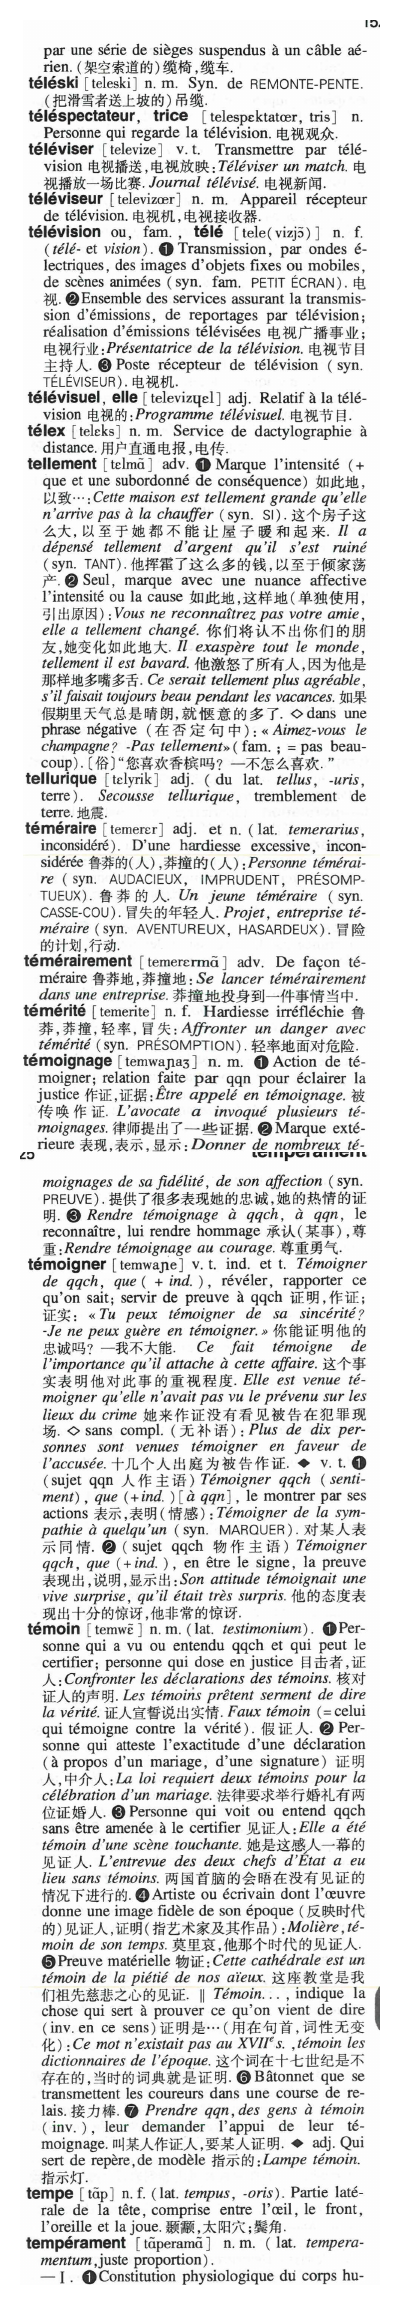 par une série de sièges suspendus à un câble aé-
rien. (架空索道的)缆椅,缆车.
téléski [teleski] n. m. Syn. de REMONTE-PENTE.
(把滑雪者送上坡的)吊缆.
téléspectateur, trice [telespɛktatœr, tris] n.
Personne qui regarde la télévision. 电视观众.
téléviser [televize] v. t. Transmettre par télé-
vision 电视播送,电视放映:Téléviser un match. 电
视播放一场比赛. Journal télévisé. 电视新闻.
téléviseur [televizœr] n. m. Appareil récepteur
de télévision. 电视机,电视接收器.
télévision ou, fam., télé [tele(vizjɔ̃)] n. f.
(télé- et vision). ❶ Transmission, par ondes é-
lectriques, des images d'objets fixes ou mobiles,
de scènes animées (syn. fam. PETIT ÉCRAN). 电
视. ❷ Ensemble des services assurant la transmis-
sion d'émissions, de reportages par télévision;
réalisation d'émissions télévisées 电视广播事业;
电视行业:Présentatrice de la télévision. 电视节目
主持人. ❸ Poste récepteur de télévision (syn.
TÉLÉVISEUR). 电视机.
télévisuel, elle [televizɥɛl] adj. Relatif à la télé-
vision 电视的:Programme télévisuel. 电视节目.
télex [telɛks] n. m. Service de dactylographie à
distance. 用户直通电报,电传.
tellement [tɛlmɑ̃] adv. ❶ Marque l'intensité (+
que et une subordonné de conséquence) 如此地,
以致…:Cette maison est tellement grande qu'elle
n'arrive pas à la chauffer (syn. SI). 这个房子这
么大,以至于她都不能让屋子暖和起来. Il a
dépensé tellement d'argent qu'il s'est ruiné
(syn. TANT). 他挥霍了这么多的钱,以至于倾家荡
产. ❷ Seul, marque avec une nuance affective
l'intensité ou la cause 如此地,这样地(单独使用,
引出原因):Vous ne reconnaîtrez pas votre amie,
elle a tellement changé. 你们将认不出你们的朋
友,她变化如此地大. Il exaspère tout le monde,
tellement il est bavard. 他激怒了所有人,因为他是
那样地多嘴多舌. Ce serait tellement plus agréable,
s'il faisait toujours beau pendant les vacances. 如果
假期里天气总是晴朗,就惬意的多了. ◇ dans une
phrase négative (在否定句中): « Aimez-vous le
champagne? -Pas tellement» (fam. ; = pas beau-
coup). [俗]“您喜欢香槟吗? —不怎么喜欢.”
tellurique [tɛlyrik] adj. (du lat. tellus, -uris,
terre). Secousse tellurique, tremblement de
terre. 地震.
téméraire [temerɛr] adj. et n. (lat. temerarius,
inconsidéré). D'une hardiesse excessive, incon-
sidérée 鲁莽的(人),莽撞的(人):Personne témérai-
re (syn. AUDACIEUX, IMPRUDENT, PRÉSOMP-
TUEUX). 鲁莽的人. Un jeune téméraire (syn.
CASSE-COU). 冒失的年轻人. Projet, entreprise té-
méraire (syn. AVENTUREUX, HASARDEUX). 冒险
的计划,行动.
témérairement [temerɛrmɑ̃] adv. De façon té-
méraire 鲁莽地,莽撞地:Se lancer témérairement
dans une entreprise. 莽撞地投身到一件事情当中.
témérité [temerite] n. f. Hardiesse irréfléchie 鲁
莽,莽撞,轻率,冒失:Affronter un danger avec
témérité (syn. PRÉSOMPTION). 轻率地面对危险.
témoignage [temwaɲaʒ] n. m. ❶ Action de té-
moigner; relation faite par qqn pour éclairer la
justice 作证,证据:Être appelé en témoignage. 被
传唤作证. L'avocate a invoqué plusieurs té-
moignages. 律师提出了一些证据. ❷ Marque exté-
rieure 表现,表示,显示:Donner de nombreux té-
tempérament
moignages de sa fidélité, de son affection (syn.
PREUVE). 提供了很多表现她的忠诚,她的热情的证
明. ❸ Rendre témoignage à qqch, à qqn, le
reconnaître, lui rendre hommage 承认(某事),尊
重:Rendre témoignage au courage. 尊重勇气.
témoigner [temwaɲe] v. t. ind. et t. Témoigner
de qqch, que (+ ind.), révéler, rapporter ce
qu'on sait; servir de preuve à qqch 证明,作证;
证实: «Tu peux témoigner de sa sincérité?
-Je ne peux guère en témoigner.» 你能证明他的
忠诚吗? —我不大能. Ce fait témoigne de
l'importance qu'il attache à cette affaire. 这个事
实表明他对此事的重视程度. Elle est venue té-
moigner qu'elle n'avait pas vu le prévenu sur les
lieux du crime 她来作证没有看见被告在犯罪现
场. ◇ sans compl. (无补语): Plus de dix per-
sonnes sont venues témoigner en faveur de
l'accusée. 十几个人出庭为被告作证. ◆ v. t. ❶
(sujet qqn 人作主语) Témoigner qqch (senti-
ment), que (+ind.)[à qqn], le montrer par ses
actions 表示,表明(情感):Témoigner de la sym-
pathie à quelqu'un (syn. MARQUER). 对某人表
示同情. ❷ (sujet qqch 物作主语) Témoigner
qqch, que (+ind.), en être le signe, la preuve
表现出,说明,显示出:Son attitude témoignait une
vive surprise, qu'il était très surpris. 他的态度表
现出十分的惊讶,他非常的惊讶.
témoin [temwɛ̃] n. m. (lat. testimonium). ❶Per-
sonne qui a vu ou entendu qqch et qui peut le
certifier; personne qui dose en justice 目击者,证
人:Confronter les déclarations des témoins. 核对
证人的声明. Les témoins prêtent serment de dire
la vérité. 证人宣誓说出实情. Faux témoin (=celui
qui témoigne contre la vérité). 假证人. ❷ Per-
sonne qui atteste l'exactitude d'une déclaration
(à propos d'un mariage, d'une signature) 证明
人,中介人:La loi requiert deux témoins pour la
célébration d'un mariage. 法律要求举行婚礼有两
位证婚人. ❸ Personne qui voit ou entend qqch
sans être amenée à le certifier 见证人:Elle a été
témoin d'une scène touchante. 她是这感人一幕的
见证人. L'entrevue des deux chefs d'État a eu
lieu sans témoins. 两国首脑的会晤在没有见证的
情况下进行的. ❹ Artiste ou écrivain dont l'œuvre
donne une image fidèle de son époque (反映时代
的)见证人,证明(指艺术家及其作品):Molière, té-
moin de son temps. 莫里哀,他那个时代的见证人.
❺Preuve matérielle 物证:Cette cathédrale est un
témoin de la piétié de nos aïeux. 这座教堂是我
们祖先慈悲之心的见证. ‖ Témoin..., indique la
chose qui sert à prouver ce qu'on vient de dire
(inv. en ce sens) 证明是…(用在句首,词性无变
化):Ce mot n'existait pas au XVIIe s., témoin les
dictionnaires de l'époque. 这个词在十七世纪是不
存在的,当时的词典就是证明. ❻ Bâtonnet que se
transmettent les coureurs dans une course de re-
lais. 接力棒. ❼ Prendre qqn, des gens à témoin
(inv.), leur demander l'appui de leur té-
moignage. 叫某人作证人,要某人证明. ◆ adj. Qui
sert de repère, de modèle 指示的:Lampe témoin.
指示灯.
tempe [tɑ̃p] n. f. (lat. tempus, -oris). Partie laté-
rale de la tête, comprise entre l'œil, le front,
l'oreille et la joue. 颞颥,太阳穴;鬓角.
tempérament [tɑ̃peramɑ̃] n. m. (lat. tempera-
mentum, juste proportion).
— I. ❶Constitution physiologique du corps hu-